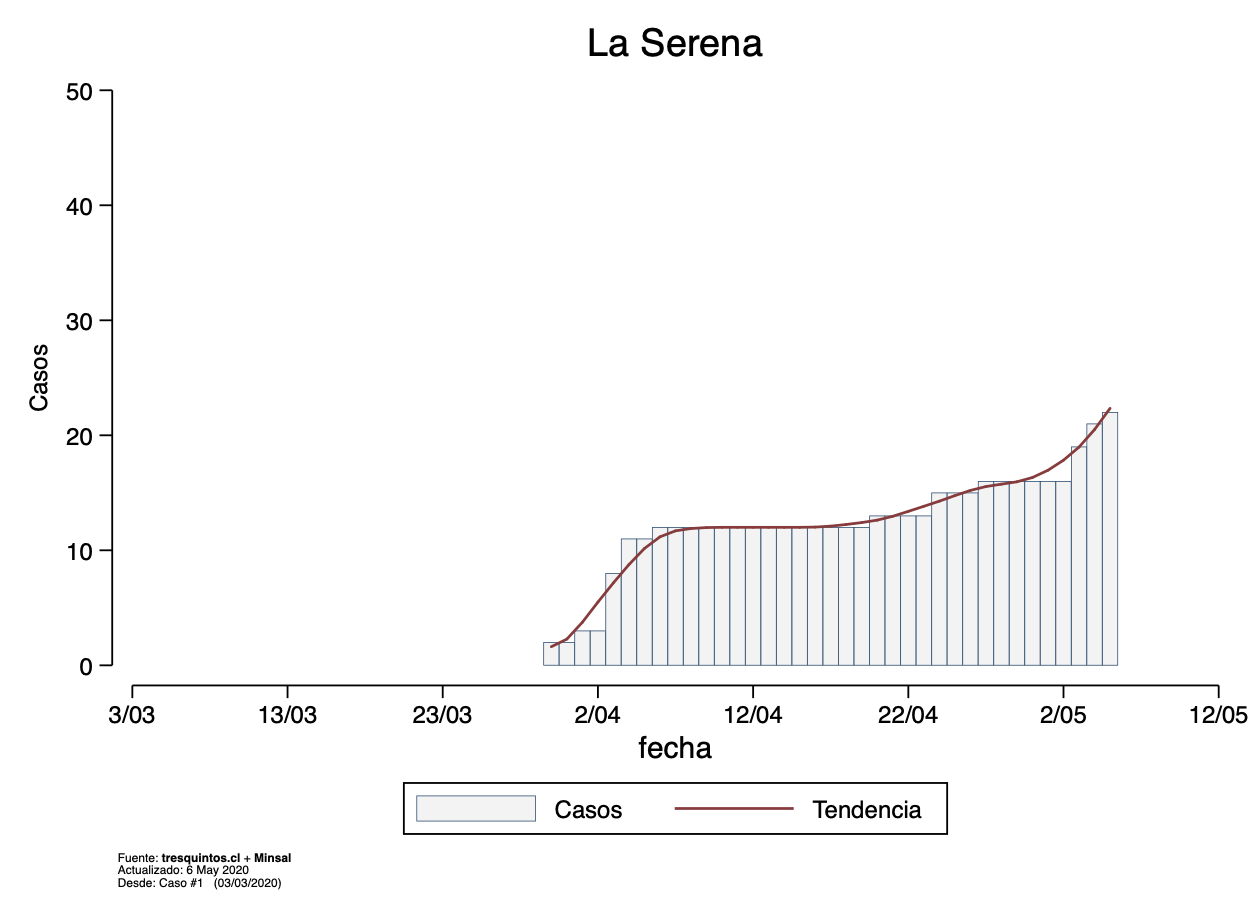 La Serena
50
40
30
20
10
0
Casos
3/03 13/03 23/03 2/04 12/04 22/04 2/05 12/05
fecha
Casos Tendencia
Fuente: tresquintos.cl + Minsal
Actualizado: 6 May 2020
Desde: Caso #1 (03/03/2020)